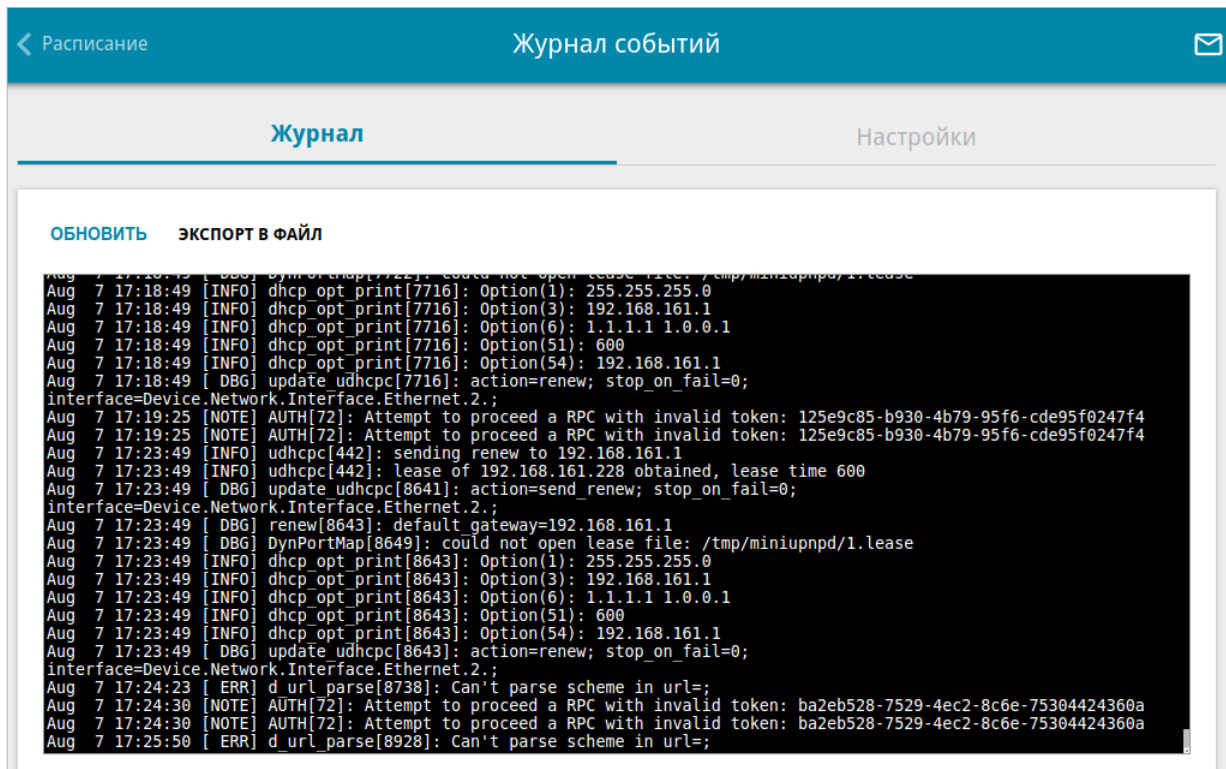 Расписание
Журнал событий
Журнал
Настройки
ОБНОВИТЬ ЭКСПОРТ В ФАЙЛ
Aug  7 17:18:49 [ DBG] DynPortMap[7722]: could not open lease file: /tmp/miniupnpd/1.lease
Aug  7 17:18:49 [INFO] dhcp_opt_print[7716]: Option(1): 255.255.255.0
Aug  7 17:18:49 [INFO] dhcp_opt_print[7716]: Option(3): 192.168.161.1
Aug  7 17:18:49 [INFO] dhcp_opt_print[7716]: Option(6): 1.1.1.1 1.0.0.1
Aug  7 17:18:49 [INFO] dhcp_opt_print[7716]: Option(51): 600
Aug  7 17:18:49 [INFO] dhcp_opt_print[7716]: Option(54): 192.168.161.1
Aug  7 17:18:49 [ DBG] update_udhcpc[7716]: action=renew; stop_on_fail=0;
interface=Device.Network.Interface.Ethernet.2.;
Aug  7 17:19:25 [NOTE] AUTH[72]: Attempt to proceed a RPC with invalid token: 125e9c85-b930-4b79-95f6-cde95f0247f4
Aug  7 17:19:25 [NOTE] AUTH[72]: Attempt to proceed a RPC with invalid token: 125e9c85-b930-4b79-95f6-cde95f0247f4
Aug  7 17:23:49 [INFO] udhcpc[442]: sending renew to 192.168.161.1
Aug  7 17:23:49 [INFO] udhcpc[442]: lease of 192.168.161.228 obtained, lease time 600
Aug  7 17:23:49 [ DBG] update_udhcpc[8641]: action=send_renew; stop_on_fail=0;
interface=Device.Network.Interface.Ethernet.2.;
Aug  7 17:23:49 [ DBG] renew[8643]: default_gateway=192.168.161.1
Aug  7 17:23:49 [ DBG] DynPortMap[8649]: could not open lease file: /tmp/miniupnpd/1.lease
Aug  7 17:23:49 [INFO] dhcp_opt_print[8643]: Option(1): 255.255.255.0
Aug  7 17:23:49 [INFO] dhcp_opt_print[8643]: Option(3): 192.168.161.1
Aug  7 17:23:49 [INFO] dhcp_opt_print[8643]: Option(6): 1.1.1.1 1.0.0.1
Aug  7 17:23:49 [INFO] dhcp_opt_print[8643]: Option(51): 600
Aug  7 17:23:49 [INFO] dhcp_opt_print[8643]: Option(54): 192.168.161.1
Aug  7 17:23:49 [ DBG] update_udhcpc[8643]: action=renew; stop_on_fail=0;
interface=Device.Network.Interface.Ethernet.2.;
Aug  7 17:24:23 [ ERR] d_url_parse[8738]: Can't parse scheme in url=;
Aug  7 17:24:30 [NOTE] AUTH[72]: Attempt to proceed a RPC with invalid token: ba2eb528-7529-4ec2-8c6e-75304424360a
Aug  7 17:24:30 [NOTE] AUTH[72]: Attempt to proceed a RPC with invalid token: ba2eb528-7529-4ec2-8c6e-75304424360a
Aug  7 17:25:50 [ ERR] d_url_parse[8928]: Can't parse scheme in url=;